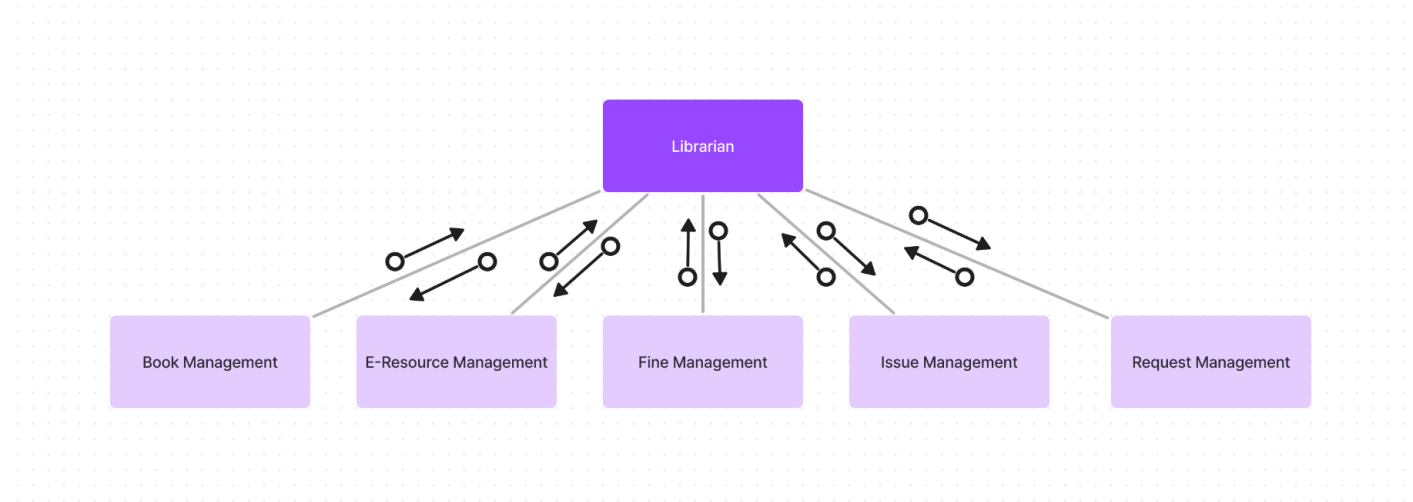 Librarian
Book Management
E-Resource Management
Fine Management
Issue Management
Request Management